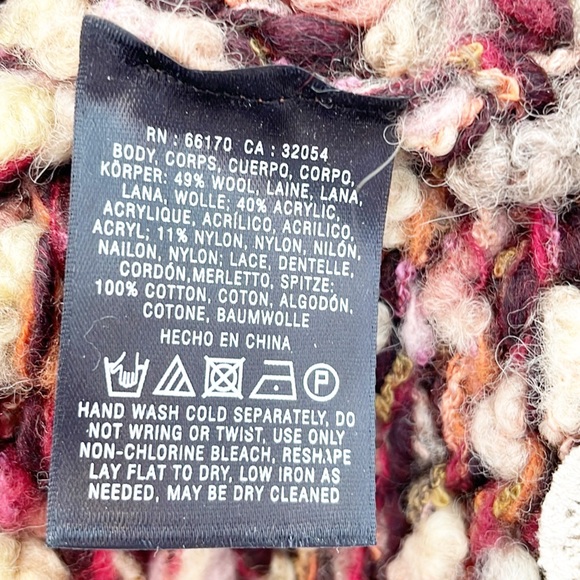 RN : 66170 CA : 32054
BODY, CORPS, CUERPO, CORPO,
KÖRPER: 49% WOOL, LAINE, LANA,
LANA, WOLLE; 40% ACRYLIC,
ACRYLIQUE, ACRÍLICO, ACRILICO,
ACRYL; 11% NYLON, NYLON, NILÓN,
NAILON, NYLON; LACE, DENTELLE,
CORDÓN,MERLETTO, SPITZE;
100% COTTON, COTON, ALGODÓN,
COTONE, BAUMWOLLE
HECHO EN CHINA
P
HAND WASH COLD SEPARATELY, DO
NOT WRING OR TWIST, USE ONLY
NON-CHLORINE BLEACH, RESHAPE
LAY FLAT TO DRY, LOW IRON AS
NEEDED, MAY BE DRY CLEANED